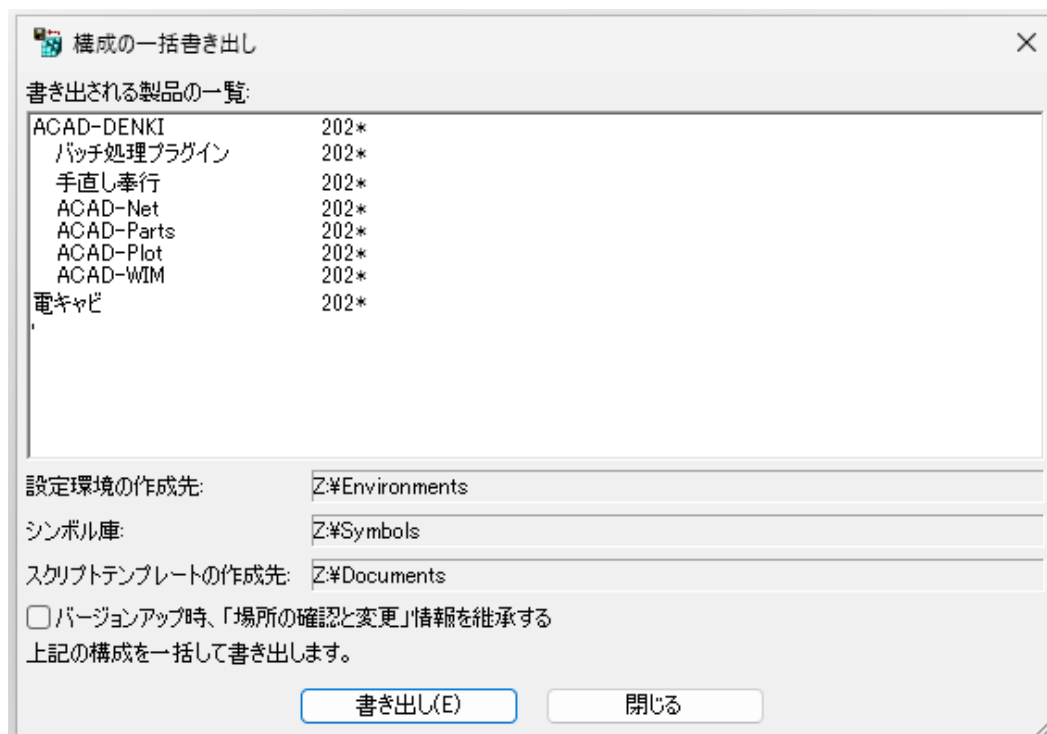 構成の一括書き出し
書き出される製品の一覧:
ACAD-DENKI 202*
バッチ処理プラグイン 202*
手直し奉行 202*
ACAD-Net 202*
ACAD-Parts 202*
ACAD-Plot 202*
ACAD-WIM 202*
電キャビ 202*
'
設定環境の作成先: Z:¥Environments
シンボル庫: Z:¥Symbols
スクリプトテンプレートの作成先: Z:¥Documents
バージョンアップ時、「場所の確認と変更」情報を継承する
上記の構成を一括して書き出します。
書き出し(E) 閉じる